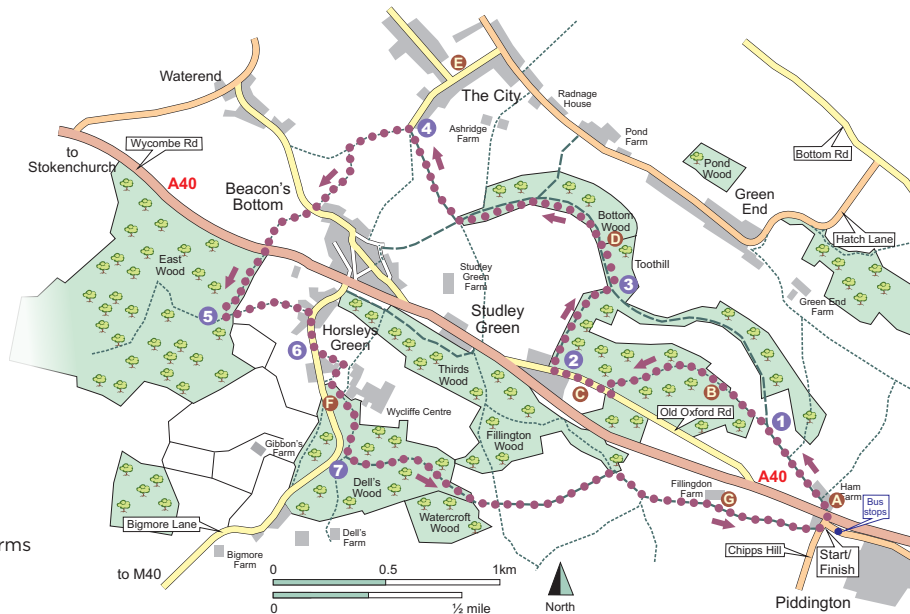 E
Waterend
The City
Radnage
House
4
Ashridge
Farm
Pond
Farm
Wycombe Rd
to
Stokenchurch
A40
Bottom Rd
Pond
Wood
Beacon's
Bottom
Green
End
Bottom
Wood
D
Hatch Lane
East
Wood
Toothill
Studley
Green Farm
3
Green End
Farm
5
Studley
Green
Horsleys
Green
6
2
Thirds
Wood
C
B
Old Oxford Rd
F
Wycliffe Centre
1
Gibbon's
Farm
Fillington
Wood
7
A40
Dell's
Wood
Fillingdon
Farm
G
Ham
Farm
A
Bus
stops
Watercroft
Wood
Bigmore Lane
Dell's
Farm
rms
Bigmore
Farm
Chipps Hill
Start/
Finish
to M40
0 0.5 1km
0 ½ mile
North
Piddington